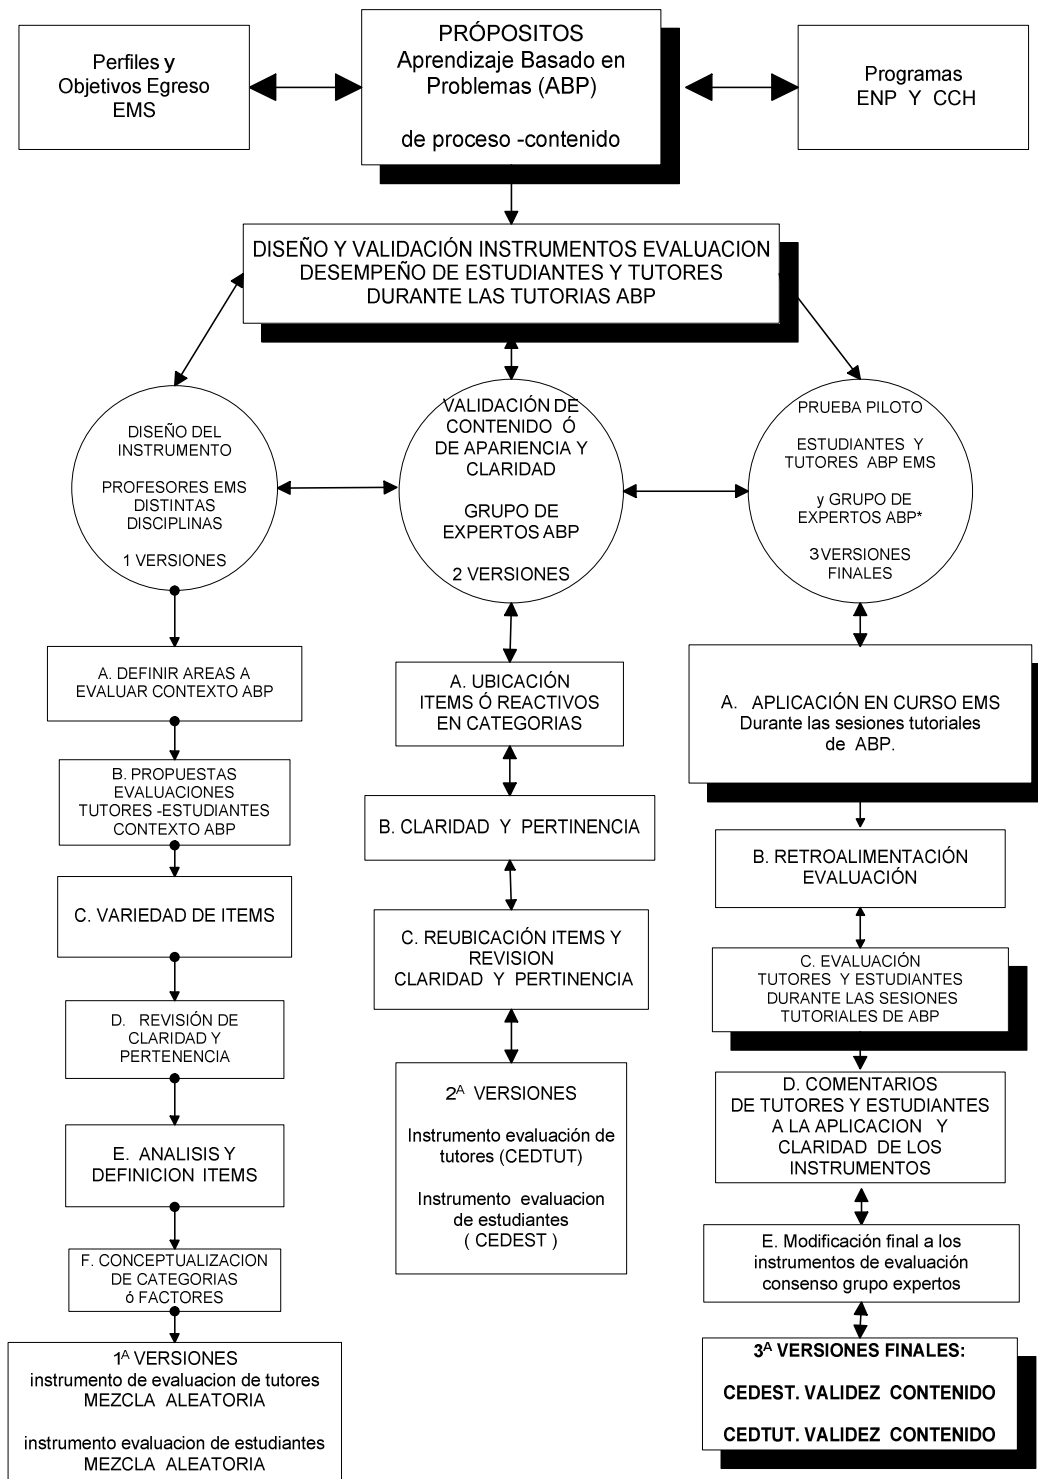 PRÓPOSITOS
Aprendizaje Basado en
Problemas (ABP)
de proceso -contenido
Perfiles y
Objetivos Egreso
EMS
Programas
ENP Y CCH
DISEÑO Y VALIDACIÓN INSTRUMENTOS EVALUACION
DESEMPEÑO DE ESTUDIANTES Y TUTORES
DURANTE LAS TUTORIAS ABP
DISEÑO DEL
INSTRUMENTO
PROFESORES EMS
DISTINTAS
DISCIPLINAS
1 VERSIONES
VALIDACIÓN DE
CONTENIDO Ó
DE APARIENCIA Y
CLARIDAD
GRUPO DE
EXPERTOS ABP
2 VERSIONES
PRUEBA PILOTO
ESTUDIANTES Y
TUTORES ABP EMS
y GRUPO DE
EXPERTOS ABP*
3 VERSIONES
FINALES
A. DEFINIR AREAS A
EVALUAR CONTEXTO ABP
B. PROPUESTAS
EVALUACIONES
TUTORES -ESTUDIANTES
CONTEXTO ABP
C. VARIEDAD DE ITEMS
D. REVISIÓN DE
CLARIDAD Y
PERTENENCIA
E. ANALISIS Y
DEFINICION ITEMS
F. CONCEPTUALIZACION
DE CATEGORIAS
ó FACTORES
1ᴬ VERSIONES
instrumento de evaluacion de tutores
MEZCLA ALEATORIA
instrumento evaluacion de estudiantes
MEZCLA ALEATORIA
A. UBICACIÓN
ITEMS Ó REACTIVOS
EN CATEGORIAS
B. CLARIDAD Y PERTINENCIA
C. REUBICACIÓN ITEMS Y
REVISION
CLARIDAD Y PERTINENCIA
2ᴬ VERSIONES
Instrumento evaluación de
tutores (CEDTUT)
Instrumento evaluacion
de estudiantes
( CEDEST )
A. APLICACIÓN EN CURSO EMS
Durante las sesiones tutoriales
de ABP.
B. RETROALIMENTACIÓN
EVALUACIÓN
C. EVALUACIÓN
TUTORES Y ESTUDIANTES
DURANTE LAS SESIONES
TUTORIALES DE ABP
D. COMENTARIOS
DE TUTORES Y ESTUDIANTES
A LA APLICACION Y
CLARIDAD DE LOS
INSTRUMENTOS
E. Modificación final a los
instrumentos de evaluación
consenso grupo expertos
3ᴬ VERSIONES FINALES:
CEDEST. VALIDEZ CONTENIDO
CEDTUT. VALIDEZ CONTENIDO